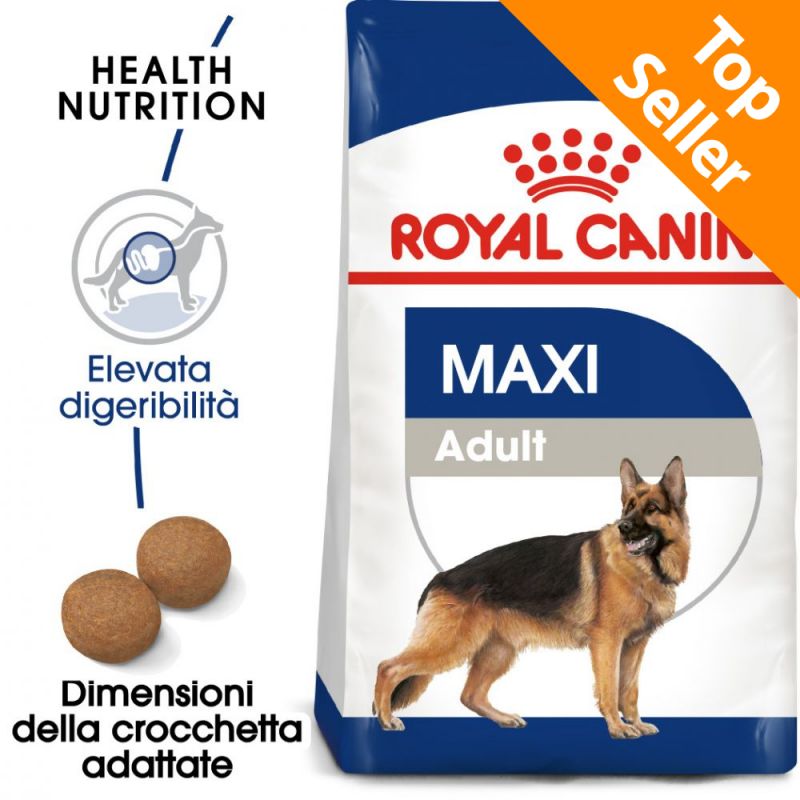 HEALTH
NUTRITION
Elevata
digeribilità
Dimensioni
della crocchetta
adattate
Top
Seller
ROYAL CANIN
MAXI
Adult